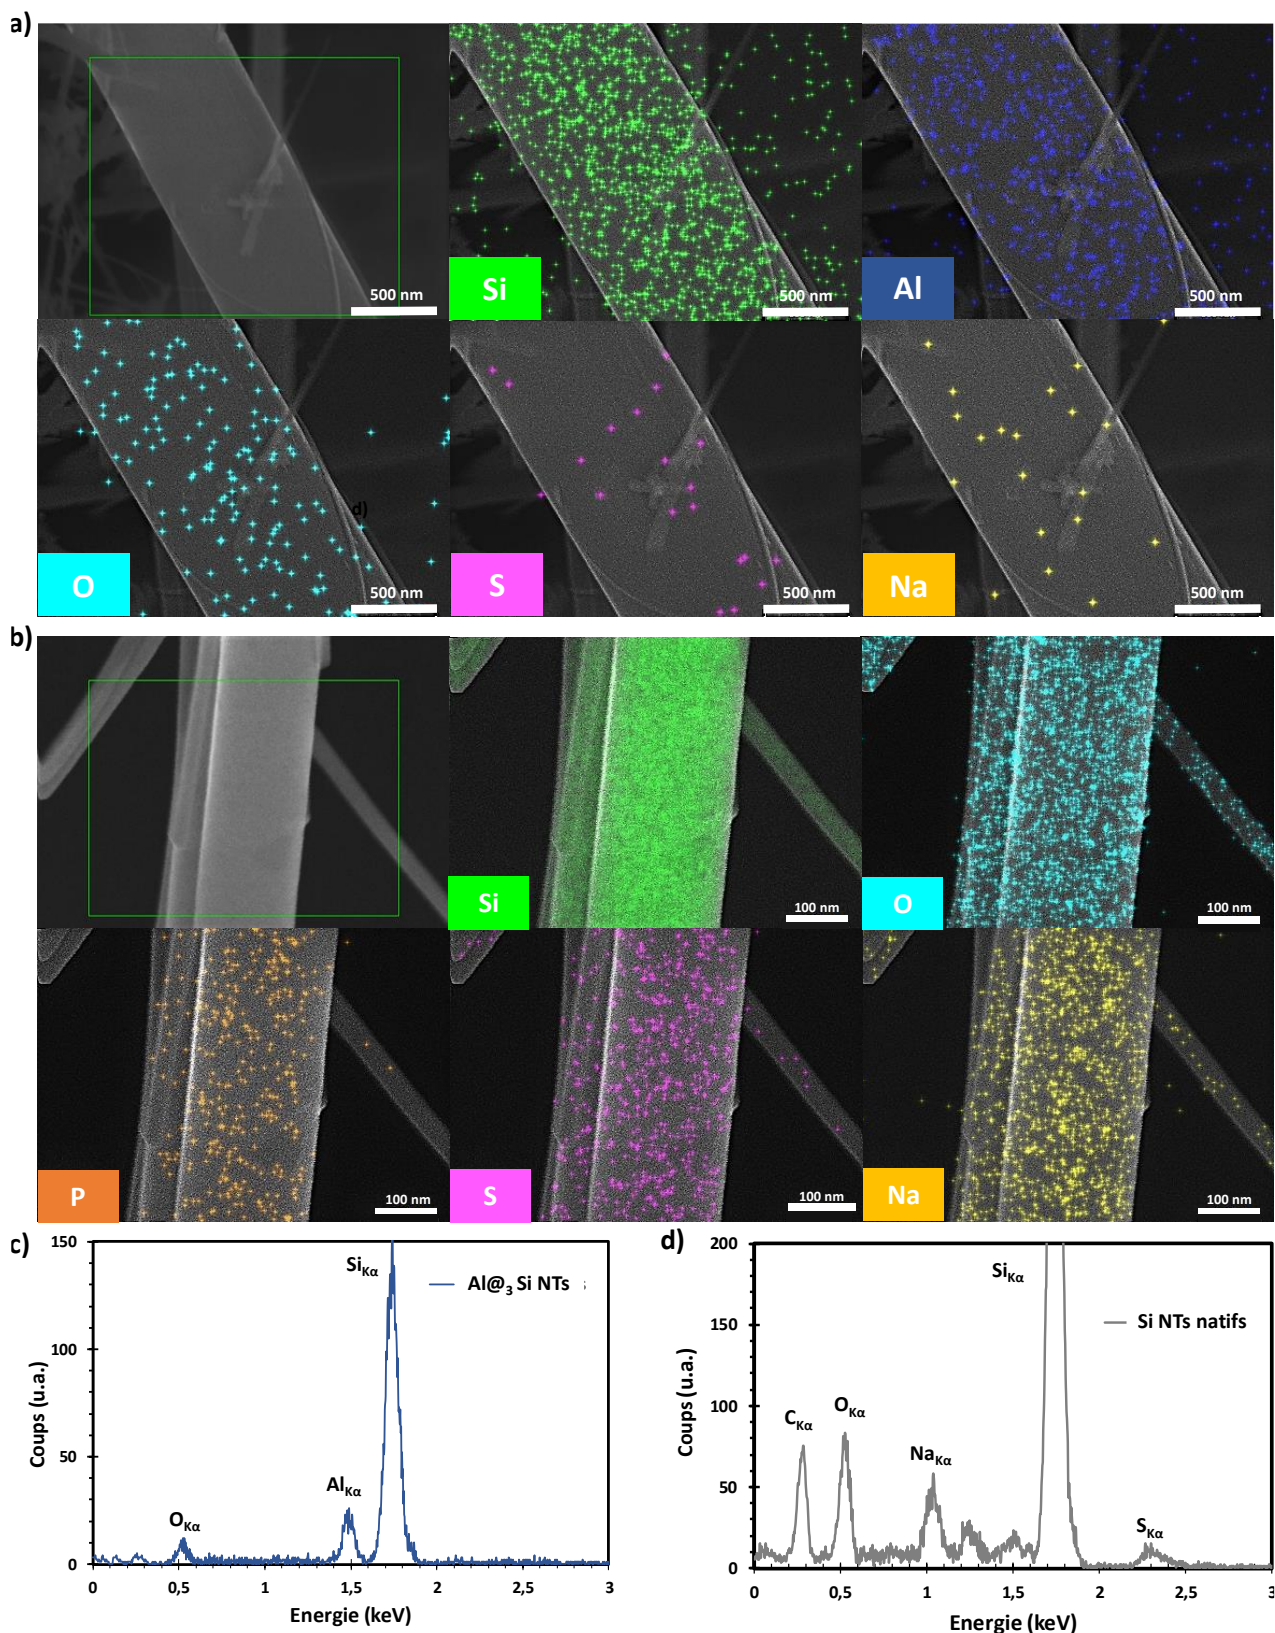 a)
Si
500 nm
Al
500 nm
500 nm
O
500 nm
d)
S
500 nm
Na
500 nm
b)
Si
100 nm
O
100 nm
P
100 nm
S
100 nm
Na
100 nm
c)
150
100
50
0
Coups (u.a.)
SiKα
AlKα
OKα
Al@3 Si NTs
0 0,5 1 1,5 2 2,5 3
Energie (keV)
d)
200
150
100
50
0
Coups (u.a.)
SiKα
Si NTs natifs
CKα
OKα
NaKα
SKα
0 0,5 1 1,5 2 2,5 3
Energie (keV)